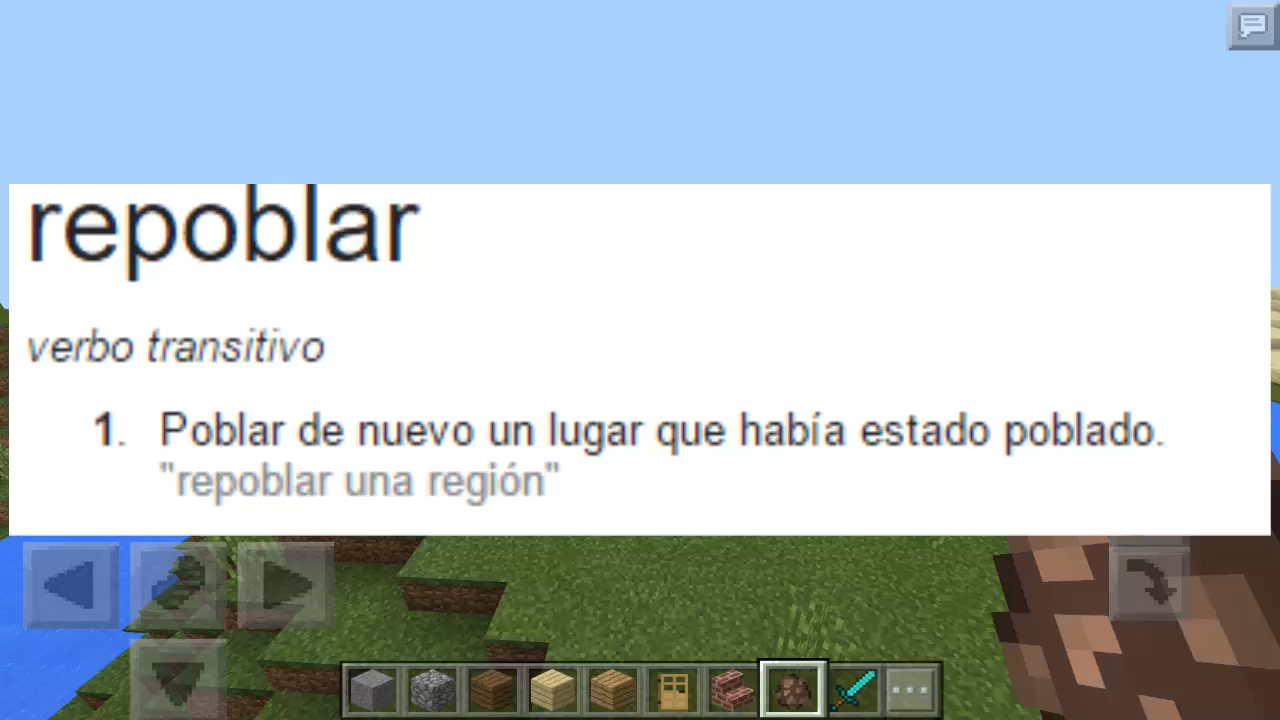 repoblar
verbo transitivo
1. Poblar de nuevo un lugar que había estado poblado.
"repoblar una región"